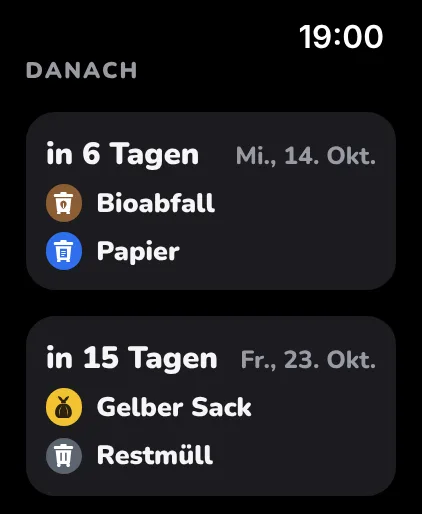 19:00
DANACH
in 6 Tagen Mi., 14. Okt.
Bioabfall
Papier
in 15 Tagen Fr., 23. Okt.
Gelber Sack
Restmüll